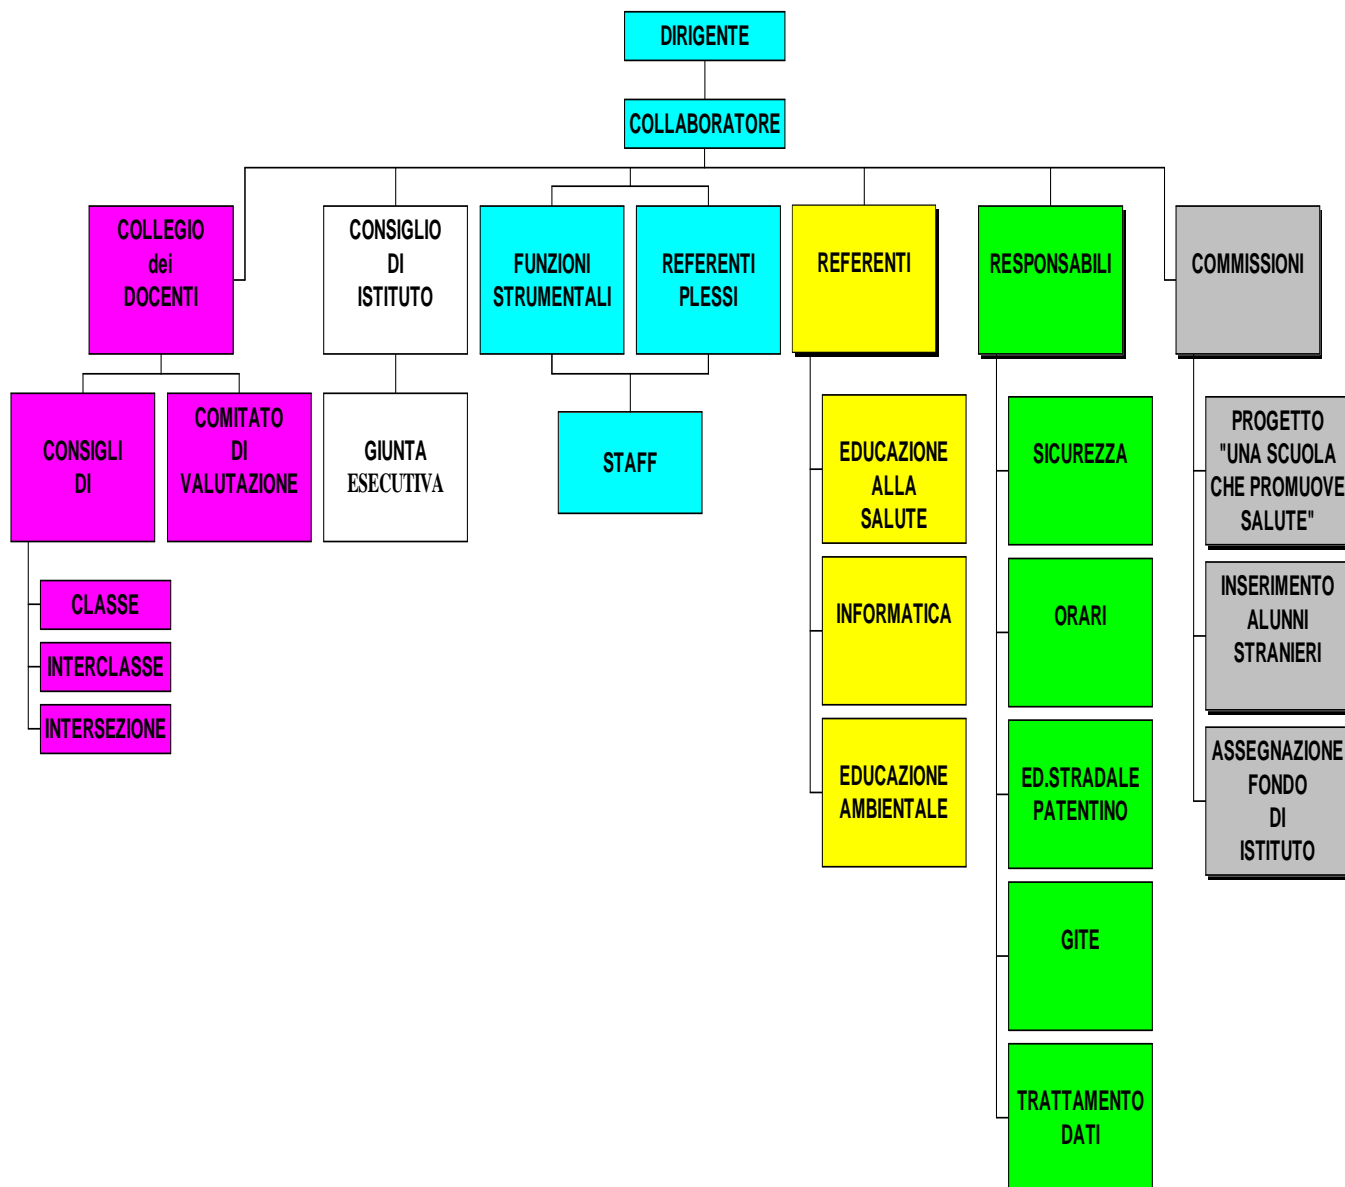 DIRIGENTE
COLLABORATORE
COLLEGIO
dei
DOCENTI
CONSIGLIO
DI
ISTITUTO
FUNZIONI
STRUMENTALI
REFERENTI
PLESSI
REFERENTI
RESPONSABILI
COMMISSIONI
CONSIGLI
DI
COMITATO
DI
VALUTAZIONE
GIUNTA
ESECUTIVA
STAFF
CLASSE
INTERCLASSE
INTERSEZIONE
EDUCAZIONE
ALLA
SALUTE
INFORMATICA
EDUCAZIONE
AMBIENTALE
SICUREZZA
ORARI
ED.STRADALE
PATENTINO
GITE
TRATTAMENTO
DATI
PROGETTO
"UNA SCUOLA
CHE PROMUOVE
SALUTE"
INSERIMENTO
ALUNNI
STRANIERI
ASSEGNAZIONE
FONDO
DI
ISTITUTO